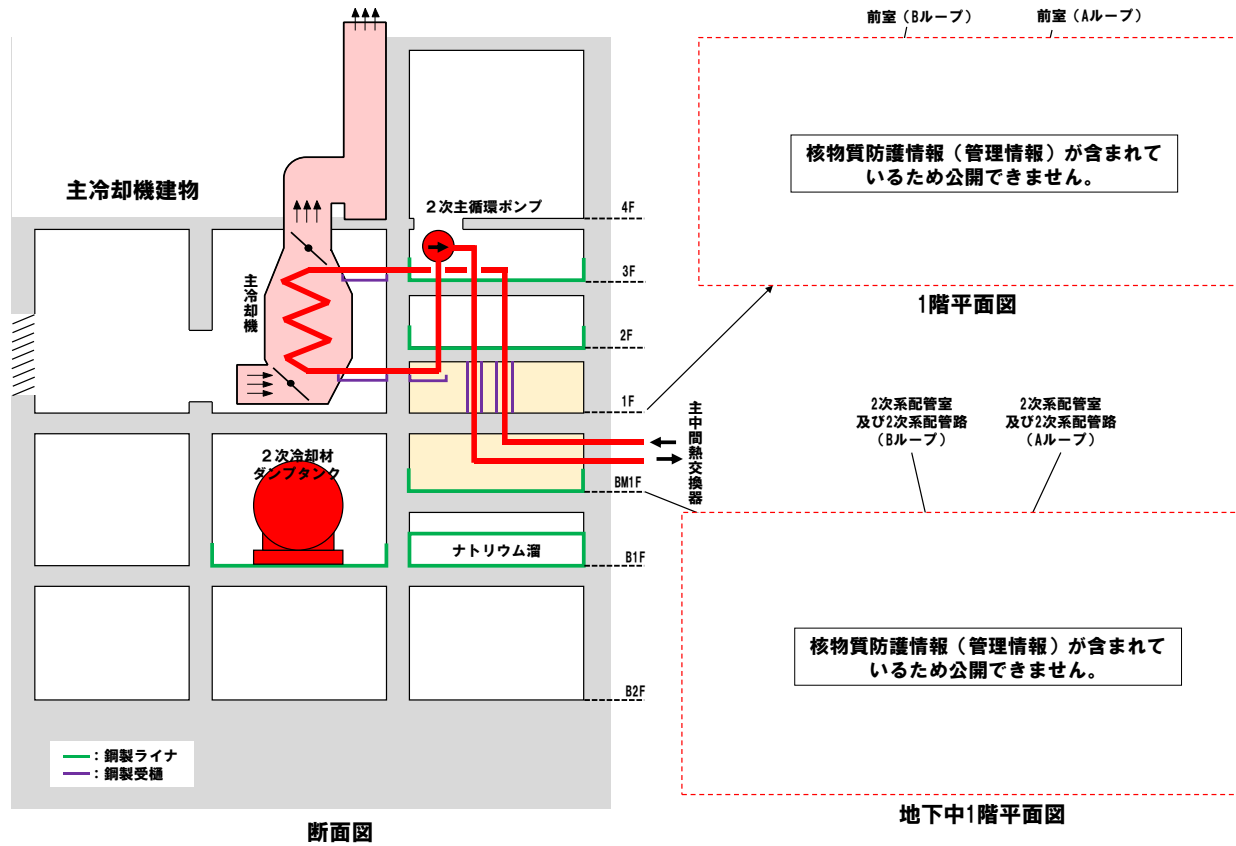 前室（Bループ）
前室（Aループ）
核物質防護情報（管理情報）が含まれて
いるため公開できません。
1階平面図
主冷却機建物
２次主循環ポンプ
主冷却機
4F
3F
2F
1F
BM1F
B1F
B2F
主中間熱交換器
２次冷却材
ダンプタンク
ナトリウム溜
：鋼製ライナ
：鋼製受樋
断面図
2次系配管室
及び2次系配管路
（Bループ）
2次系配管室
及び2次系配管路
（Aループ）
核物質防護情報（管理情報）が含まれて
いるため公開できません。
地下中1階平面図